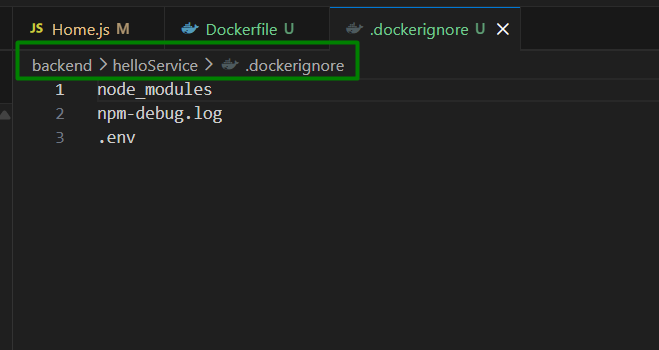 JS Home.js M Dockerfile U .dockerignore U
backend > helloService > .dockerignore
1 node_modules
2 npm-debug.log
3 .env